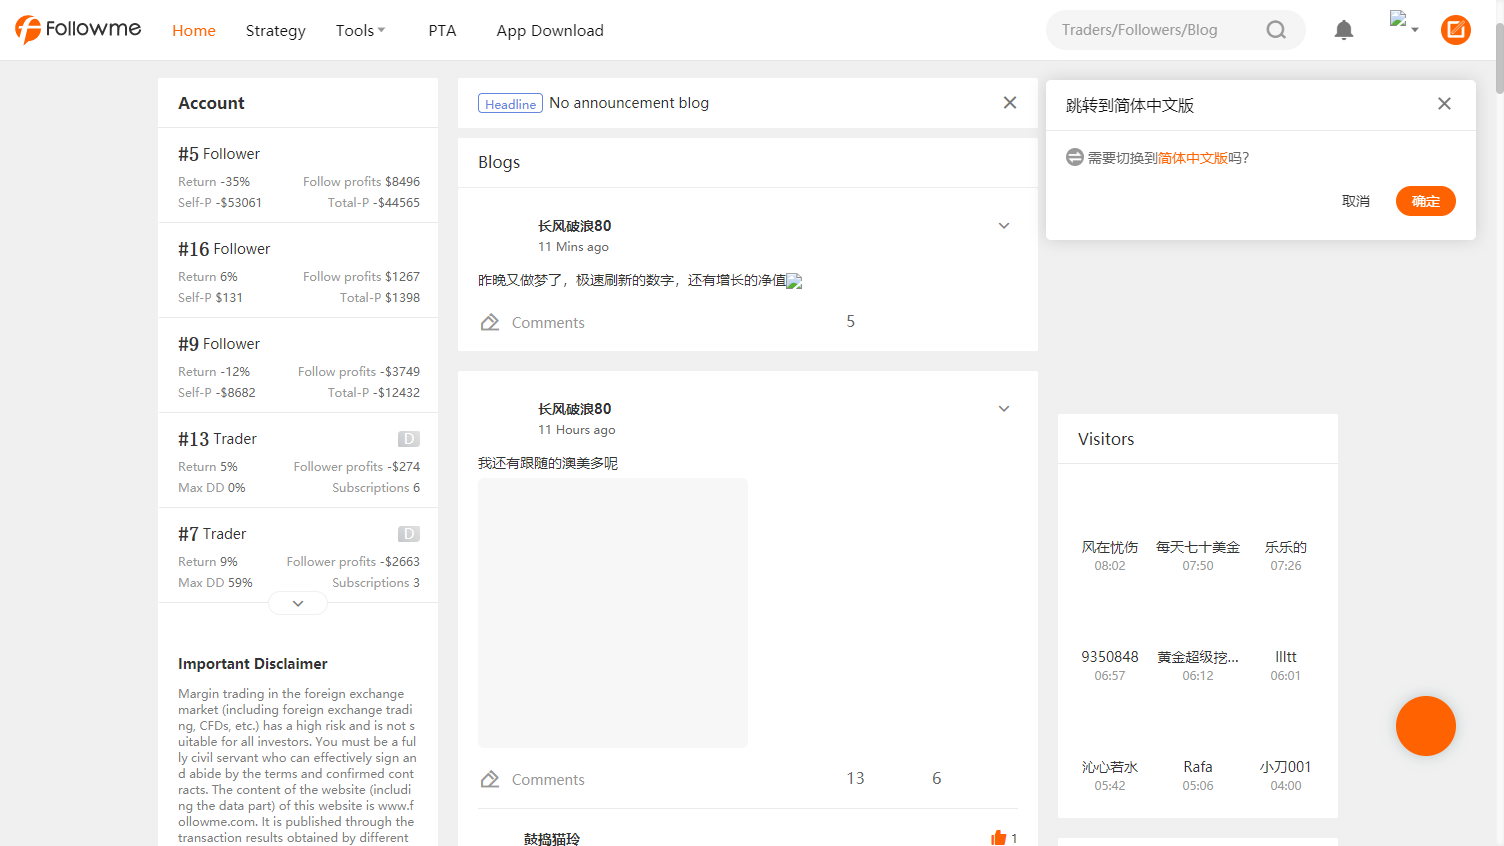 Followme
Home
Strategy
Tools
PTA
App Download
Traders/Followers/Blog
Account
#5 Follower
Return -35% Follow profits $8496
Self-P -$53061 Total-P -$44565
#16 Follower
Return 6% Follow profits $1267
Self-P $131 Total-P $1398
#9 Follower
Return -12% Follow profits -$3749
Self-P -$8682 Total-P -$12432
#13 Trader D
Return 5% Follower profits -$274
Max DD 0% Subscriptions 6
#7 Trader D
Return 9% Follower profits -$2663
Max DD 59% Subscriptions 3
Important Disclaimer
Margin trading in the foreign exchange
market (including foreign exchange tradi
ng, CFDs, etc.) has a high risk and is not s
uitable for all investors. You must be a ful
ly civil servant who can effectively sign an
d abide by the terms and confirmed cont
racts. The content of the website (includi
ng the data part) of this website is www.f
ollowme.com. It is published through the
transaction results obtained by different
Headline No announcement blog
Blogs
长风破浪80
11 Mins ago
昨晚又做梦了，极速刷新的数字，还有增长的净值
Comments 5
长风破浪80
11 Hours ago
我还有跟随的澳美多呢
Comments 13 6
鼓捣猫玲 1
跳转到简体中文版
需要切换到简体中文版吗?
取消 确定
Visitors
风在忧伤 每天七十美金 乐乐的
08:02 07:50 07:26
9350848 黄金超级挖... llltt
06:57 06:12 06:01
沁心若水 Rafa 小刀001
05:42 05:06 04:00